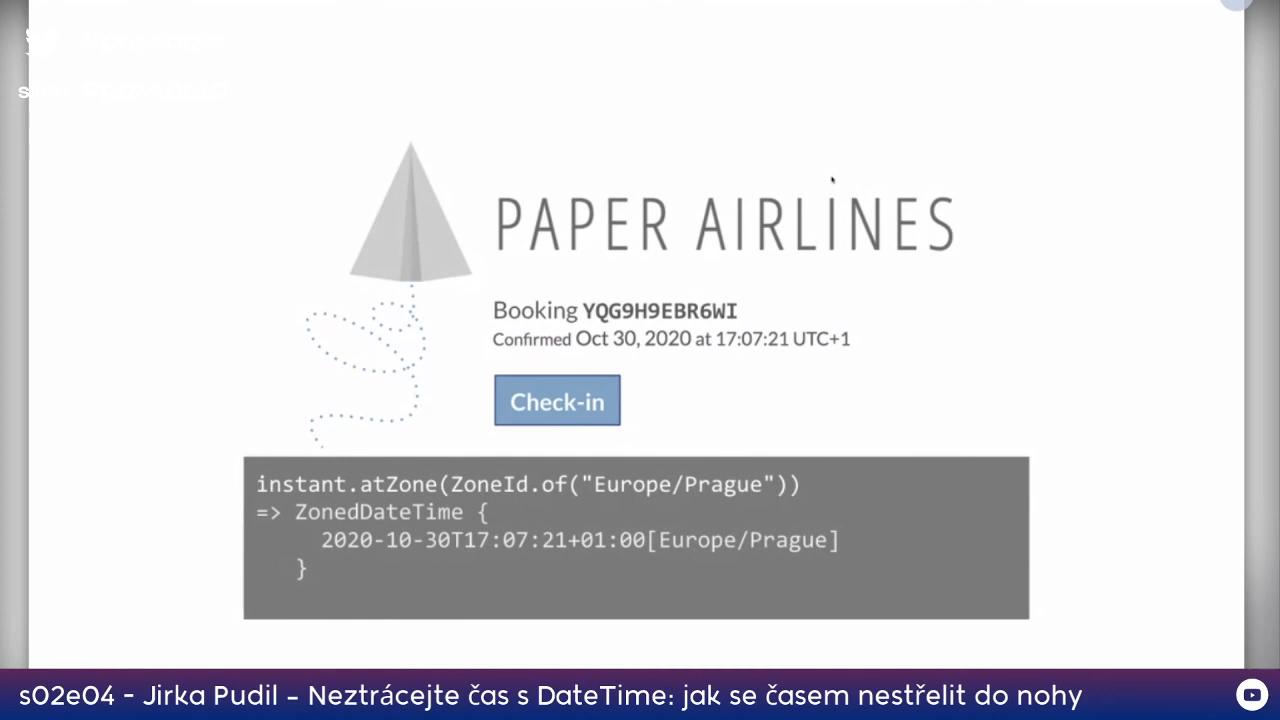 PAPER AIRLINES
Booking YQG9H9EBR6WI
Confirmed Oct 30, 2020 at 17:07:21 UTC+1
Check-in
instant.atZone(ZoneId.of("Europe/Prague"))
=> ZonedDateTime {
2020-10-30T17:07:21+01:00[Europe/Prague]
}
s02e04 - Jirka Pudil – Neztrácejte čas s DateTime: jak se časem nestřelit do nohy